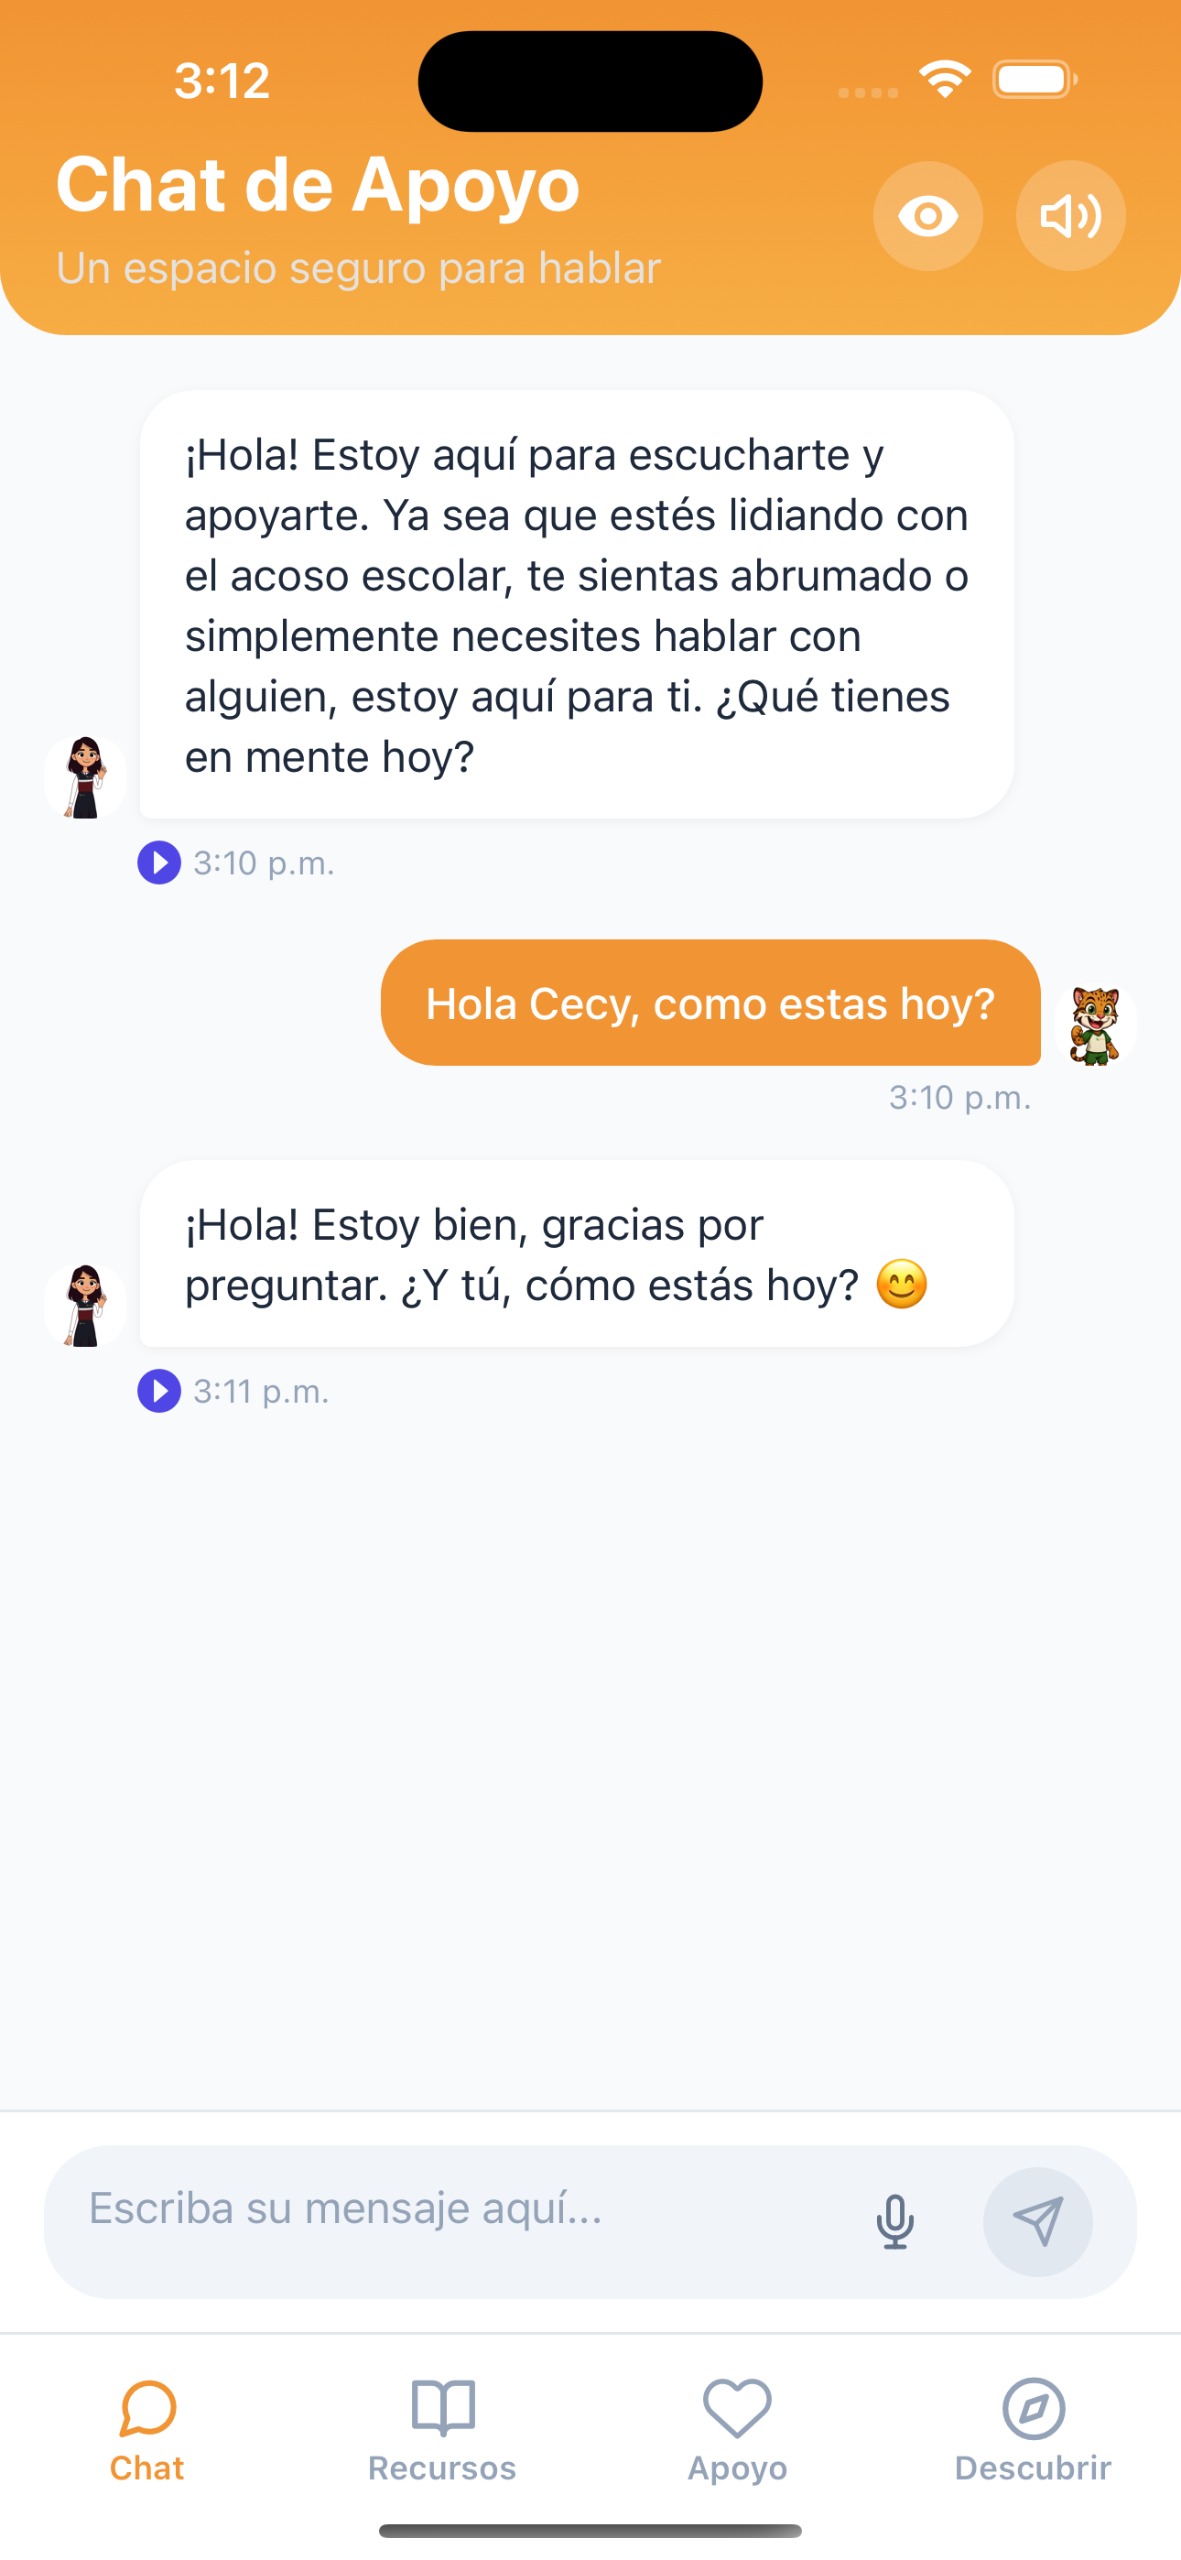 3:12
Chat de Apoyo
Un espacio seguro para hablar
¡Hola! Estoy aquí para escucharte y
apoyarte. Ya sea que estés lidiando con
el acoso escolar, te sientas abrumado o
simplemente necesites hablar con
alguien, estoy aquí para ti. ¿Qué tienes
en mente hoy?
3:10 p.m.
Hola Cecy, como estas hoy?
3:10 p.m.
¡Hola! Estoy bien, gracias por
preguntar. ¿Y tú, cómo estás hoy? 😊
3:11 p.m.
Escriba su mensaje aquí...
Chat
Recursos
Apoyo
Descubrir